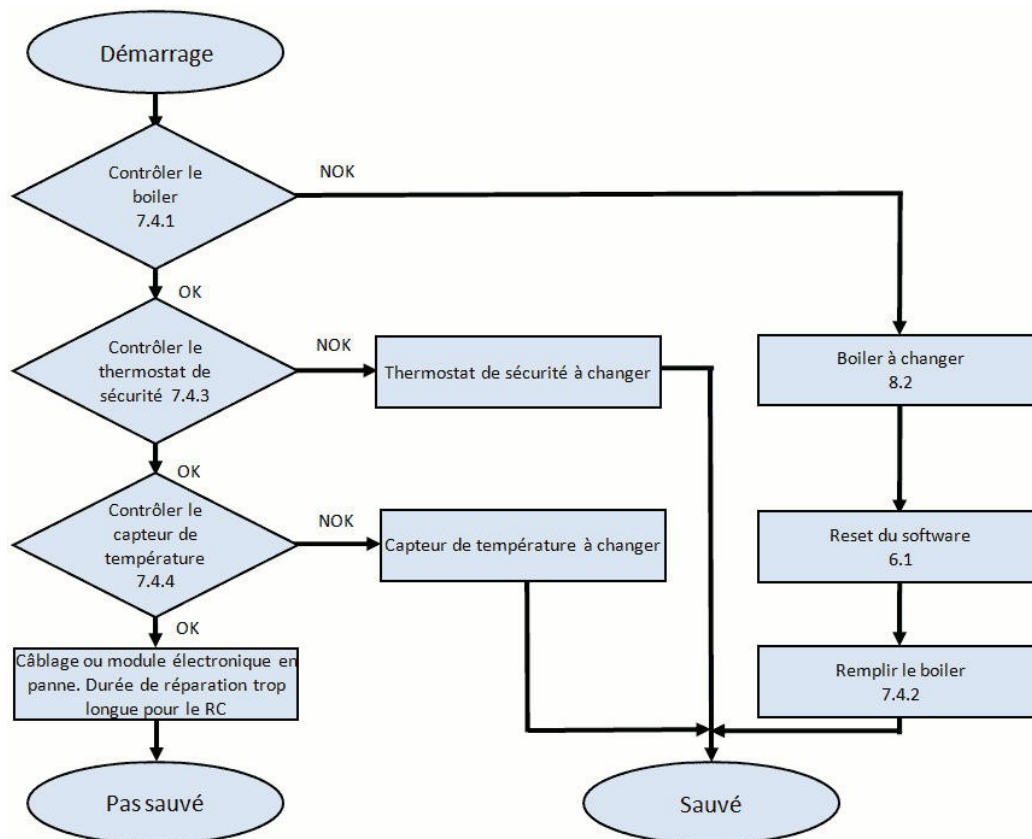 Démarrage
Contrôler le
boiler
7.4.1
NOK
OK
Contrôler le
thermostat de
sécurité 7.4.3
NOK
Thermostat de sécurité à changer
Boiler à changer
8.2
OK
Contrôler le
capteur de
température
7.4.4
NOK
Capteur de température à changer
Reset du software
6.1
OK
Câblage ou module électronique en
panne. Durée de réparation trop
longue pour le RC
Remplir le boiler
7.4.2
Pas sauvé
Sauvé